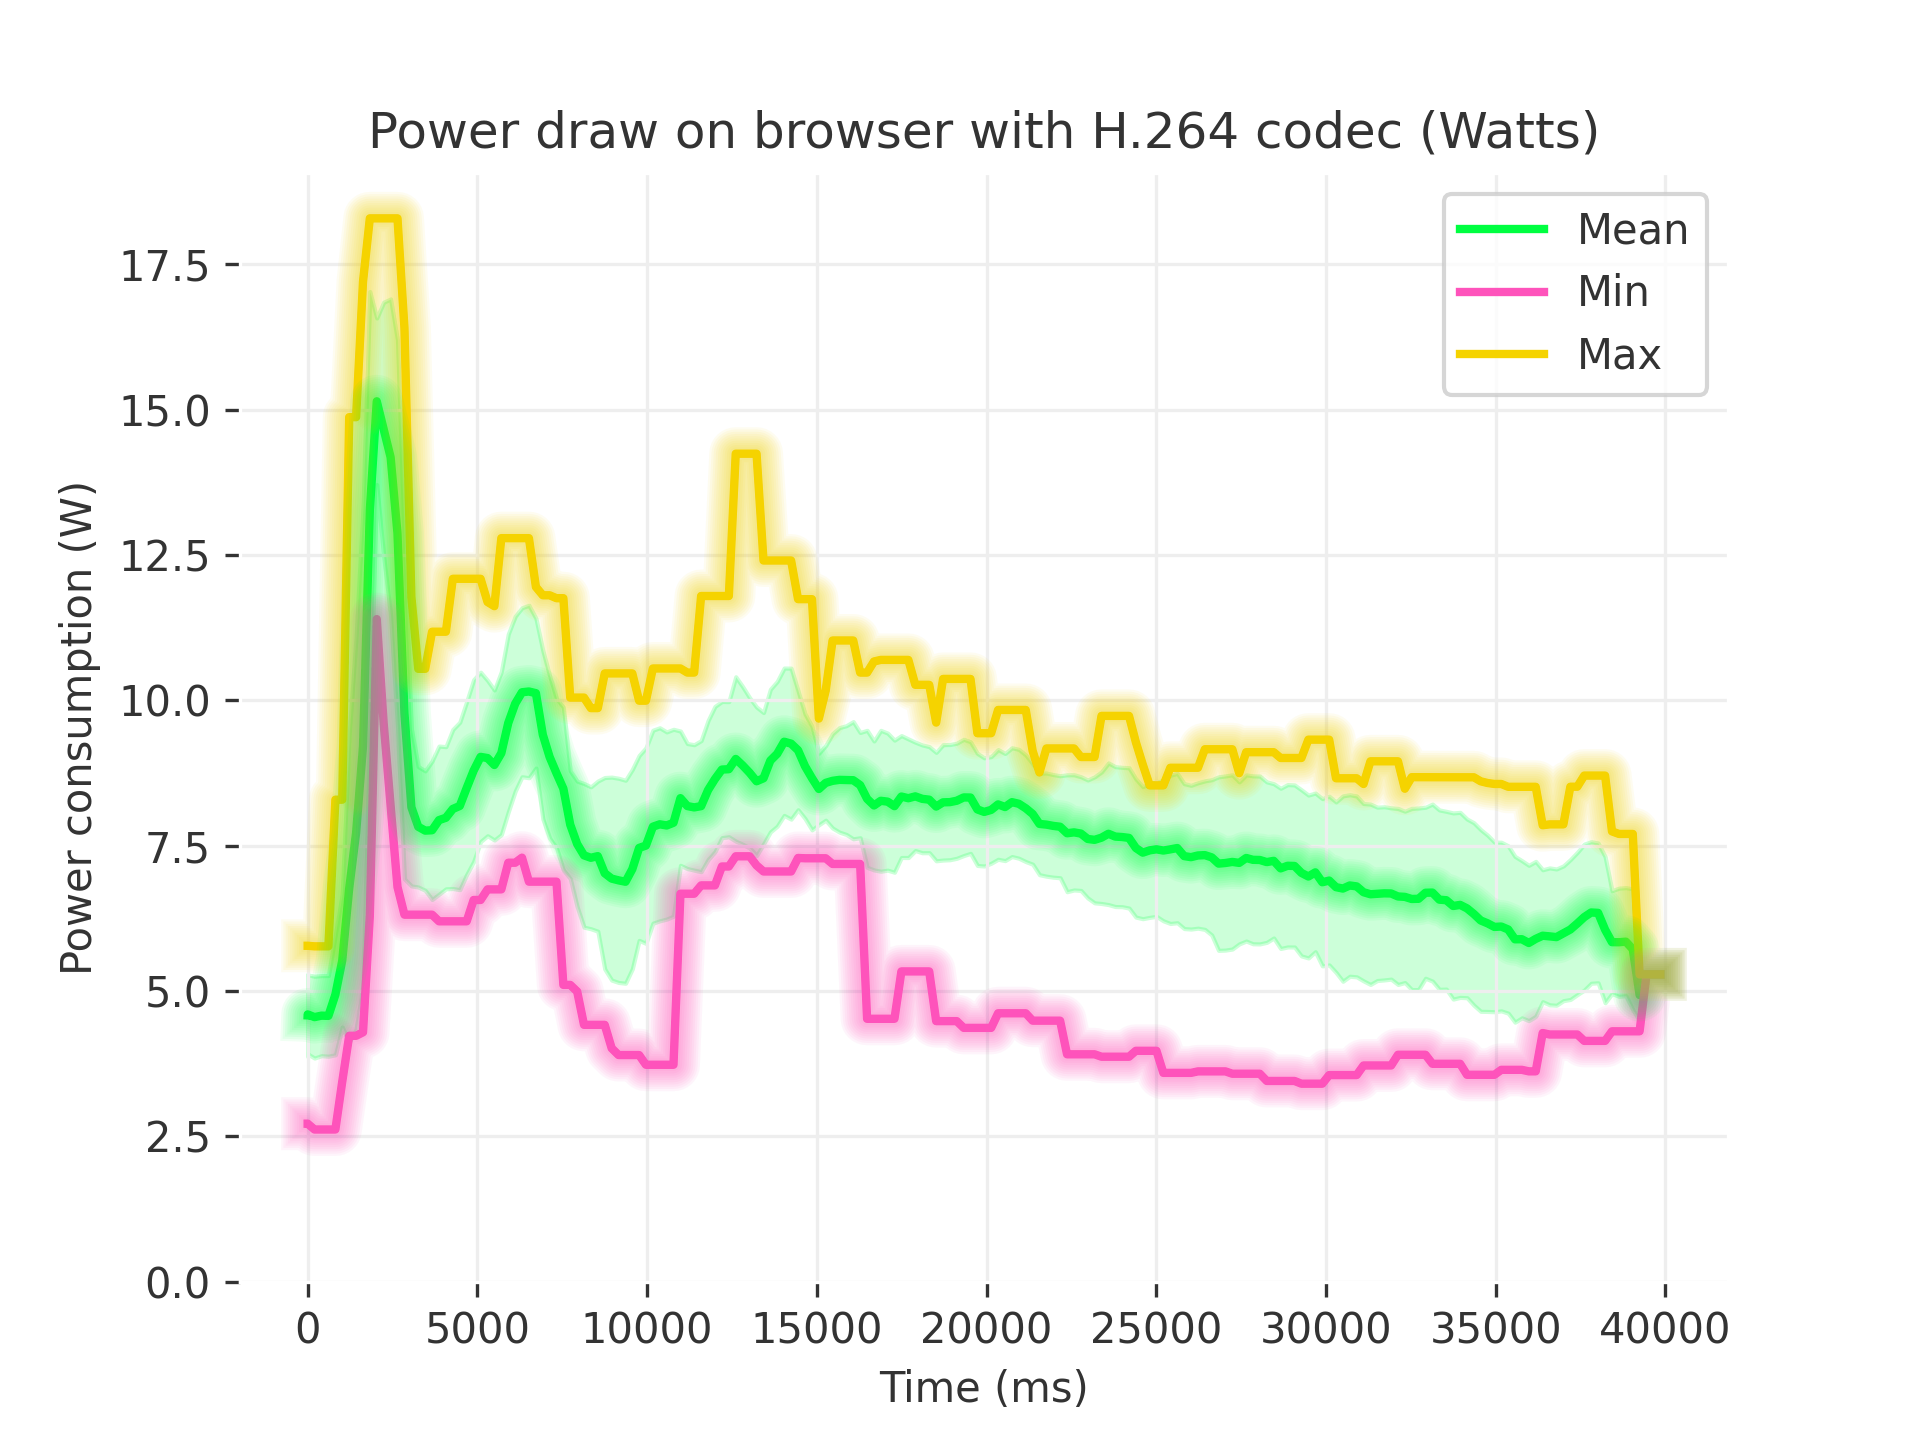 Power draw on browser with H.264 codec (Watts)
Mean
Min
Max
Power consumption (W)
17.5
15.0
12.5
10.0
7.5
5.0
2.5
0.0
0 5000 10000 15000 20000 25000 30000 35000 40000
Time (ms)